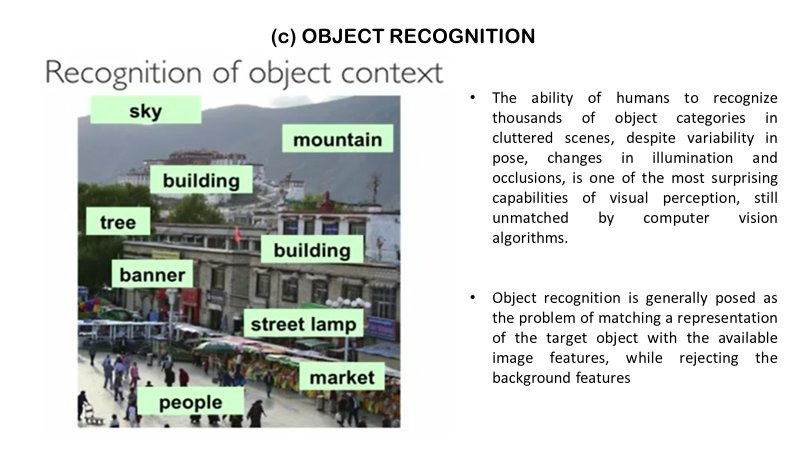 (c) OBJECT RECOGNITION
Recognition of object context
sky
mountain
building
tree
building
banner
street lamp
market
people
• The ability of humans to recognize
thousands of object categories in
cluttered scenes, despite variability in
pose, changes in illumination and
occlusions, is one of the most surprising
capabilities of visual perception, still
unmatched by computer vision
algorithms.
• Object recognition is generally posed as
the problem of matching a representation
of the target object with the available
image features, while rejecting the
background features